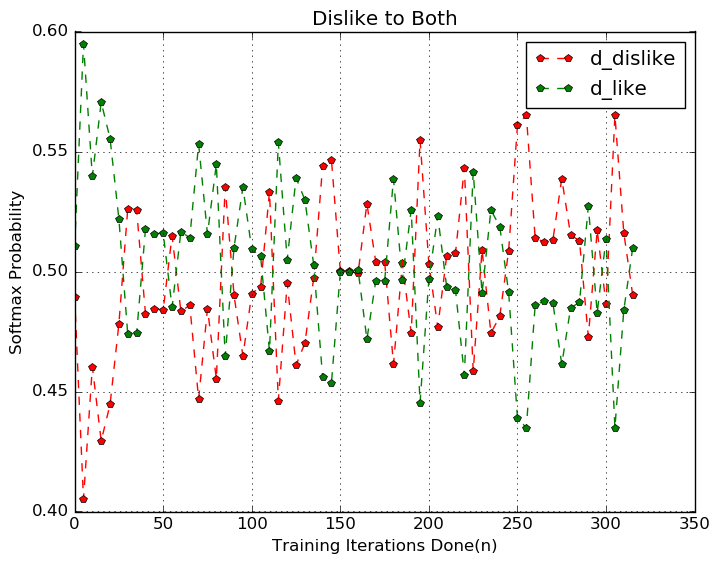 Dislike to Both
0.60
d_dislike
d_like
0.55
0.50
0.45
0.40
Softmax Probability
0 50 100 150 200 250 300 350
Training Iterations Done(n)